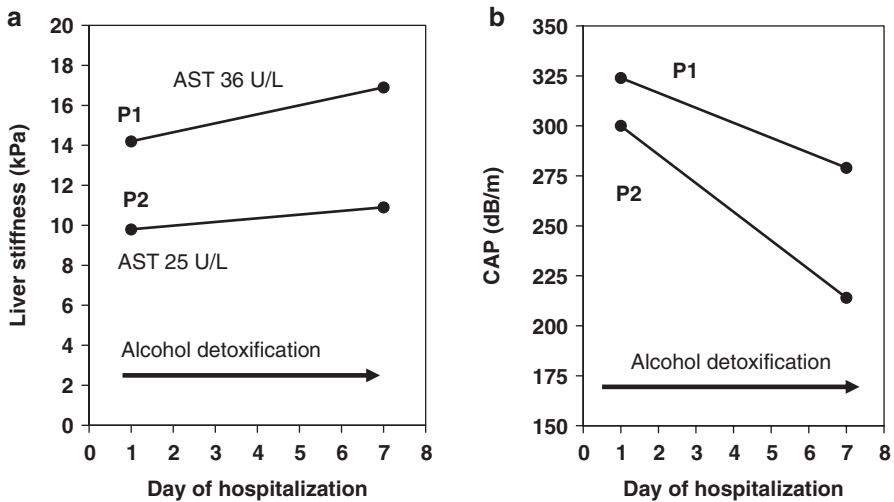 a
20
18
16
14
12
10
8
6
4
2
0
Liver stiffness (kPa)
AST 36 U/L
P1
P2
AST 25 U/L
Alcohol detoxification
0 1 2 3 4 5 6 7 8
Day of hospitalization
b
350
325
300
275
250
225
200
175
150
CAP (dB/m)
P1
P2
Alcohol detoxification
0 1 2 3 4 5 6 7 8
Day of hospitalization